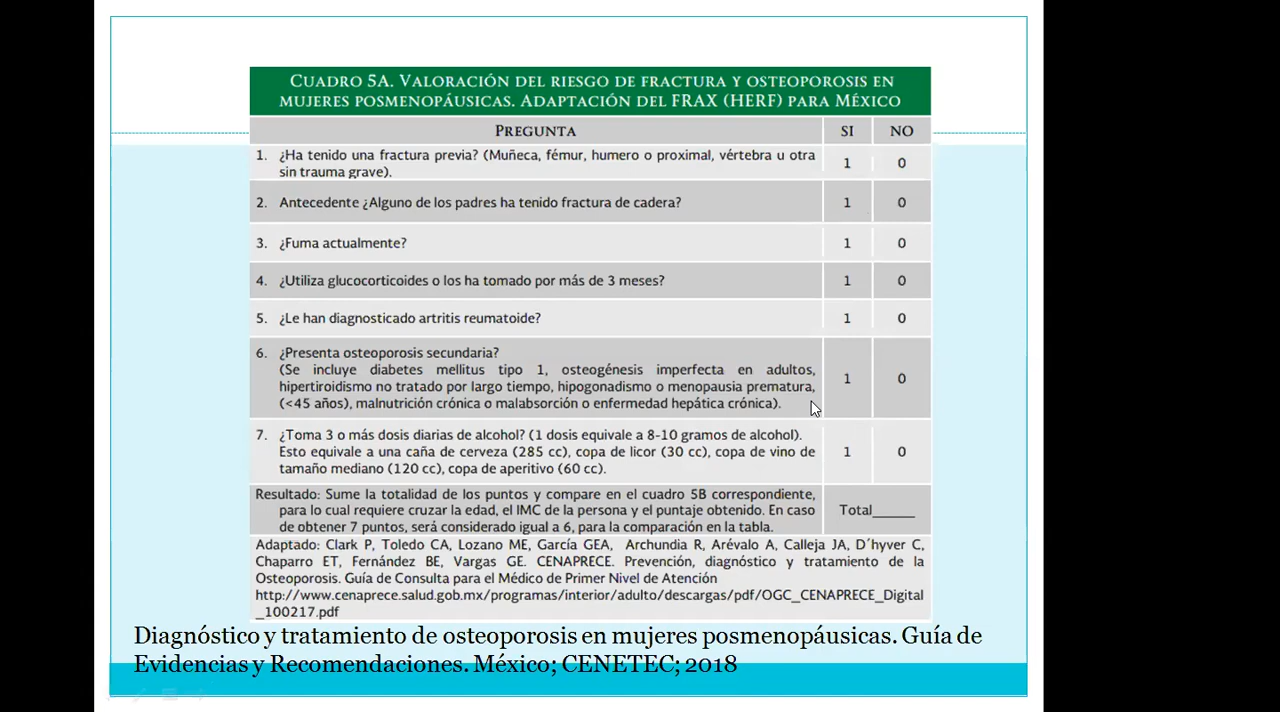 CUADRO 5A. VALORACIÓN DEL RIESGO DE FRACTURA Y OSTEOPOROSIS EN
MUJERES POSMENOPÁUSICAS. ADAPTACIÓN DEL FRAX (HERF) PARA MÉXICO
PREGUNTA SI NO
1. ¿Ha tenido una fractura previa? (Muñeca, fémur, humero o proximal, vértebra u otra
sin trauma grave). 1 0
2. Antecedente ¿Alguno de los padres ha tenido fractura de cadera? 1 0
3. ¿Fuma actualmente? 1 0
4. ¿Utiliza glucocorticoides o los ha tomado por más de 3 meses? 1 0
5. ¿Le han diagnosticado artritis reumatoide? 1 0
6. ¿Presenta osteoporosis secundaria?
(Se incluye diabetes mellitus tipo 1, osteogénesis imperfecta en adultos,
hipertiroidismo no tratado por largo tiempo, hipogonadismo o menopausia prematura,
(<45 años), malnutrición crónica o malabsorción o enfermedad hepática crónica). 1 0
7. ¿Toma 3 o más dosis diarias de alcohol? (1 dosis equivale a 8-10 gramos de alcohol).
Esto equivale a una caña de cerveza (285 cc), copa de licor (30 cc), copa de vino de
tamaño mediano (120 cc), copa de aperitivo (60 cc). 1 0
Resultado: Sume la totalidad de los puntos y compare en el cuadro 5B correspondiente,
para lo cual requiere cruzar la edad, el IMC de la persona y el puntaje obtenido. En caso
de obtener 7 puntos, será considerado igual a 6, para la comparación en la tabla.
Total______
Adaptado: Clark P, Toledo CA, Lozano ME, García GEA, Archundia R, Arévalo A, Calleja JA, D´hyver C,
Chaparro ET, Fernández BE, Vargas GE. CENAPRECE. Prevención, diagnóstico y tratamiento de la
Osteoporosis. Guía de Consulta para el Médico de Primer Nivel de Atención
http://www.cenaprece.salud.gob.mx/programas/interior/adulto/descargas/pdf/OGC_CENAPRECE_Digital
_100217.pdf
Diagnóstico y tratamiento de osteoporosis en mujeres posmenopáusicas. Guía de
Evidencias y Recomendaciones. México; CENETEC; 2018